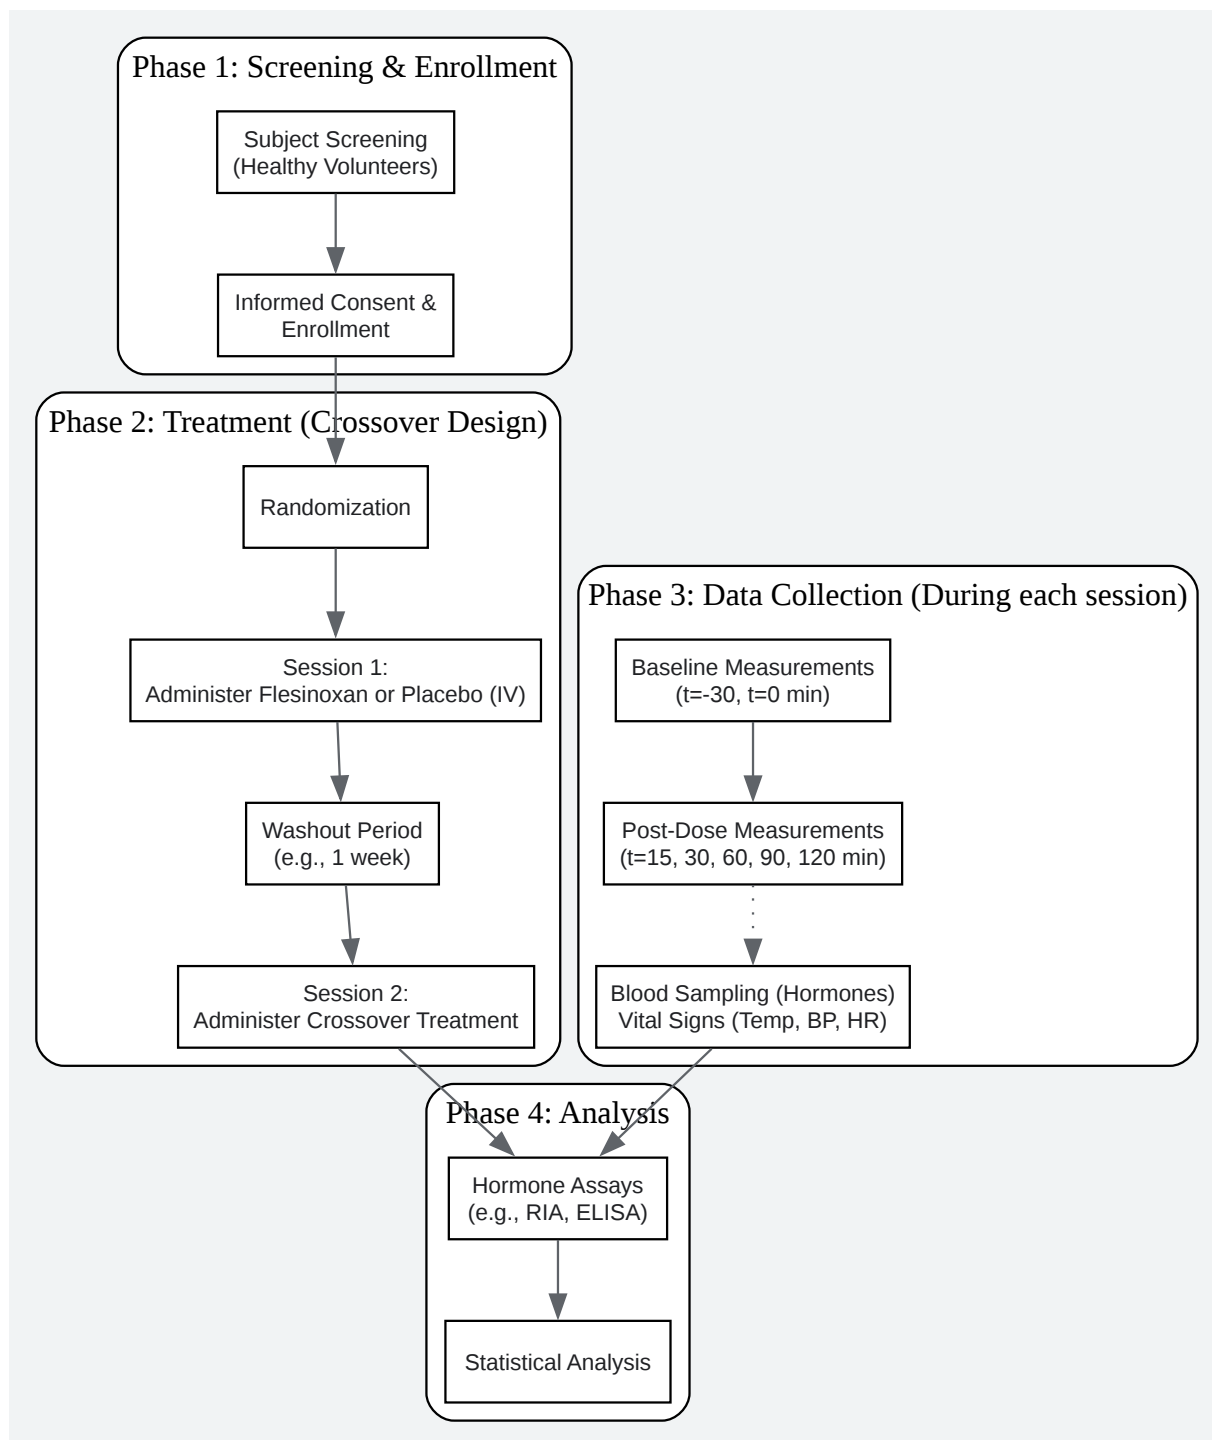 Phase 1: Screening & Enrollment
Subject Screening
(Healthy Volunteers)
Informed Consent &
Enrollment
Phase 2: Treatment (Crossover Design)
Randomization
Session 1:
Administer Flesinoxan or Placebo (IV)
Washout Period
(e.g., 1 week)
Session 2:
Administer Crossover Treatment
Phase 3: Data Collection (During each session)
Baseline Measurements
(t=-30, t=0 min)
Post-Dose Measurements
(t=15, 30, 60, 90, 120 min)
Blood Sampling (Hormones)
Vital Signs (Temp, BP, HR)
Phase 4: Analysis
Hormone Assays
(e.g., RIA, ELISA)
Statistical Analysis